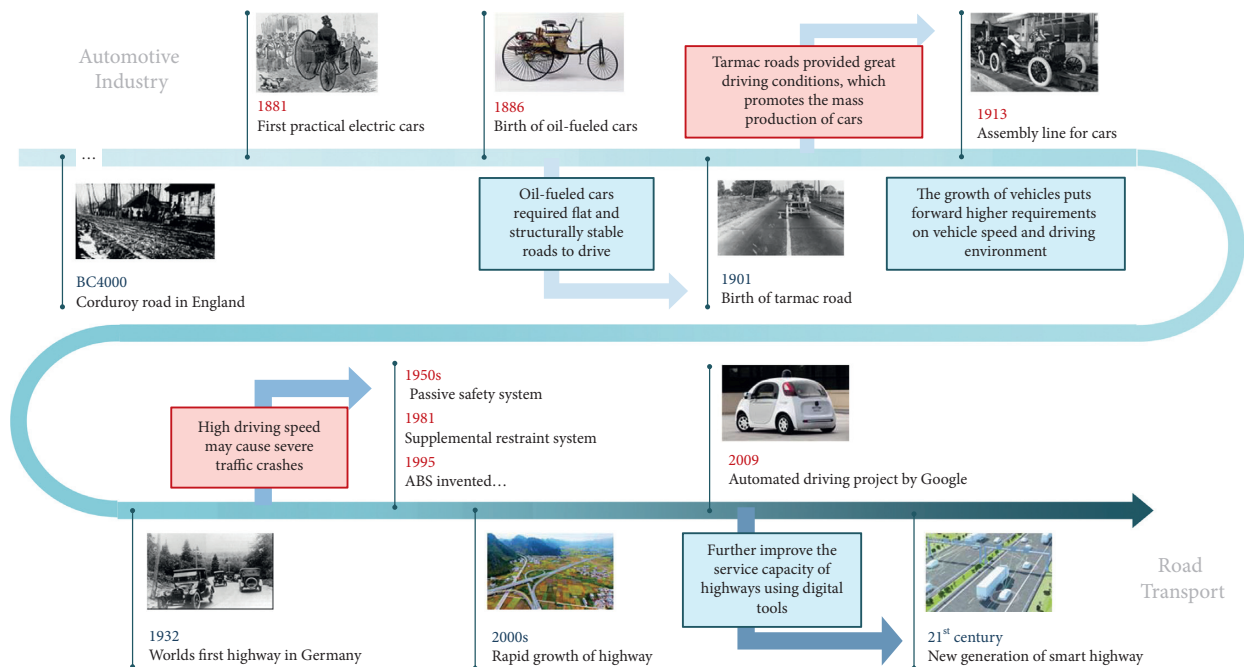 Automotive
Industry
1881
First practical electric cars
1886
Birth of oil-fueled cars
Tarmac roads provided great
driving conditions, which
promotes the mass
production of cars
1913
Assembly line for cars
...
BC4000
Corduroy road in England
Oil-fueled cars
required flat and
structurally stable
roads to drive
1901
Birth of tarmac road
The growth of vehicles puts
forward higher requirements
on vehicle speed and driving
environment
High driving speed
may cause severe
traffic crashes
1950s
Passive safety system
1981
Supplemental restraint system
1995
ABS invented...
2009
Automated driving project by Google
1932
Worlds first highway in Germany
2000s
Rapid growth of highway
Further improve the
service capacity of
highways using digital
tools
21st century
New generation of smart highway
Road
Transport